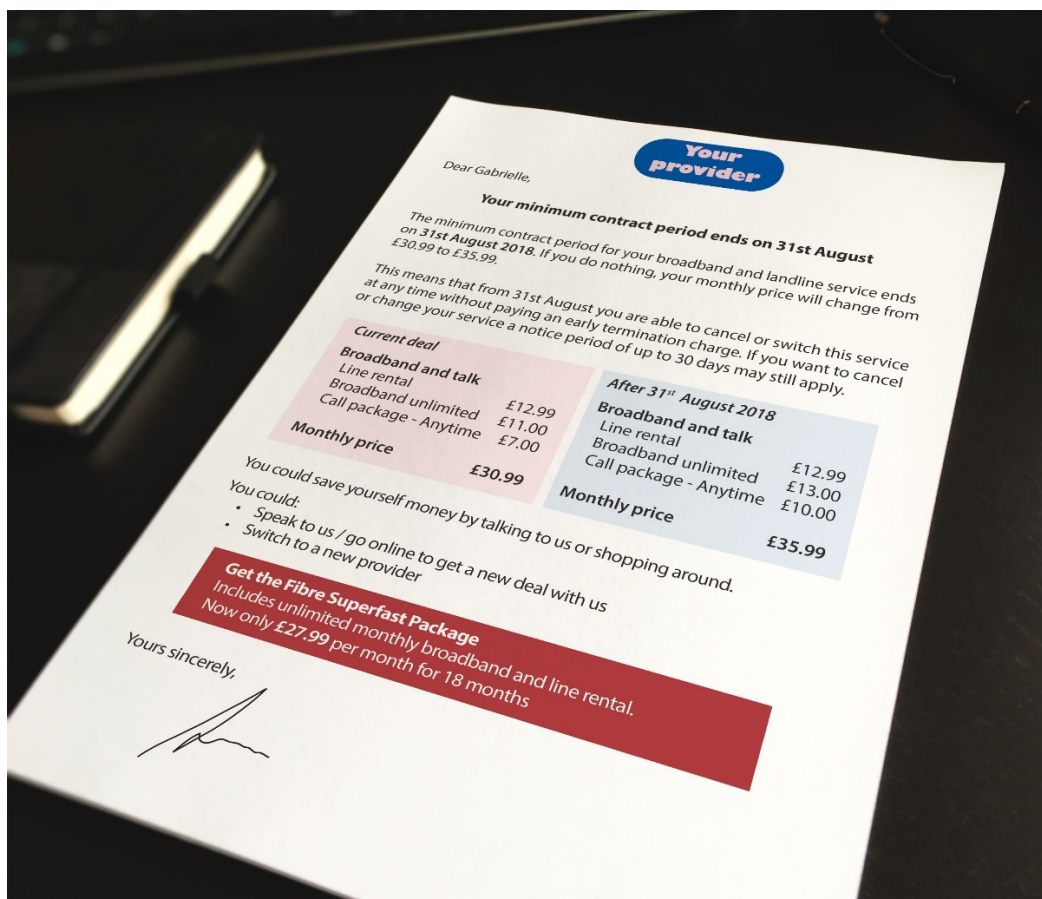 Your
provider
Dear Gabrielle,
Your minimum contract period ends on 31st August
The minimum contract period for your broadband and landline service ends
on 31st August 2018. If you do nothing, your monthly price will change from
£30.99 to £35.99.
This means that from 31st August you are able to cancel or switch this service
at any time without paying an early termination charge. If you want to cancel
or change your service a notice period of up to 30 days may still apply.
Current deal
Broadband and talk
Line rental £12.99
Broadband unlimited £11.00
Call package - Anytime £7.00
Monthly price £30.99
After 31st August 2018
Broadband and talk
Line rental £12.99
Broadband unlimited £13.00
Call package - Anytime £10.00
Monthly price £35.99
You could save yourself money by talking to us or shopping around.
You could:
• Speak to us / go online to get a new deal with us
• Switch to a new provider
Get the Fibre Superfast Package
Includes unlimited monthly broadband and line rental.
Now only £27.99 per month for 18 months
Yours sincerely,